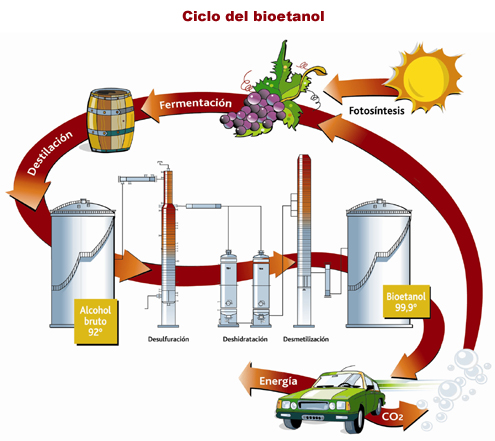 Ciclo del bioetanol
Fotosíntesis
Fermentación
Destilación
Alcohol
bruto
92°
Desulfuración
Deshidratación
Desmetilización
Bioetanol
99,9°
Energía
CO2